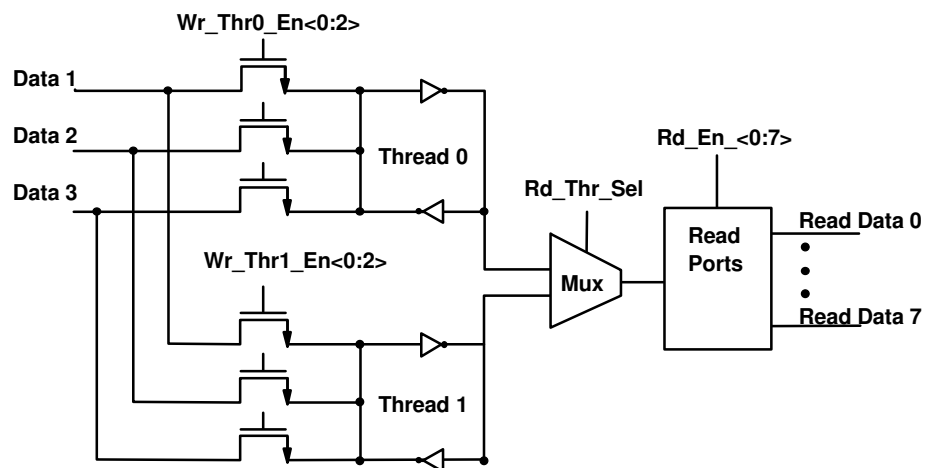 Wr_Thr0_En<0:2>
Data 1
Data 2
Data 3
Thread 0
Rd_En_<0:7>
Rd_Thr_Sel
Read Data 0
Read
Ports
Wr_Thr1_En<0:2>
Mux
Read Data 7
Thread 1